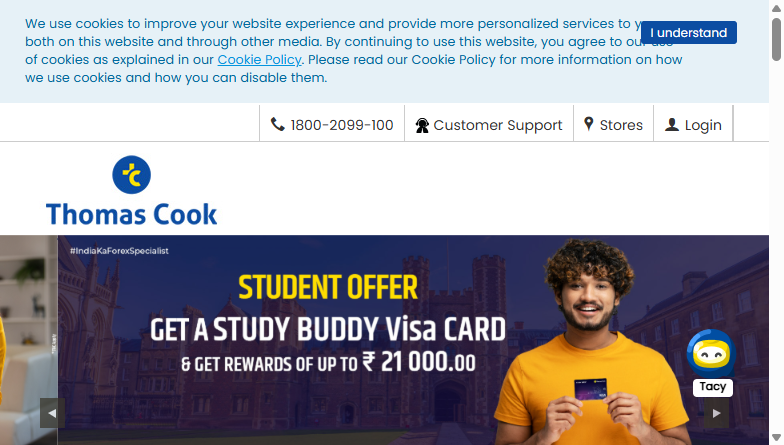 We use cookies to improve your website experience and provide more personalized services to y
both on this website and through other media. By continuing to use this website, you agree to our use
of cookies as explained in our Cookie Policy. Please read our Cookie Policy for more information on how
we use cookies and how you can disable them.
I understand
1800-2099-100
Customer Support
Stores
Login
Thomas Cook
#IndiaKaForexSpecialist
STUDENT OFFER
GET A STUDY BUDDY Visa CARD
& GET REWARDS OF UP TO ₹ 21 000.00
Tacy